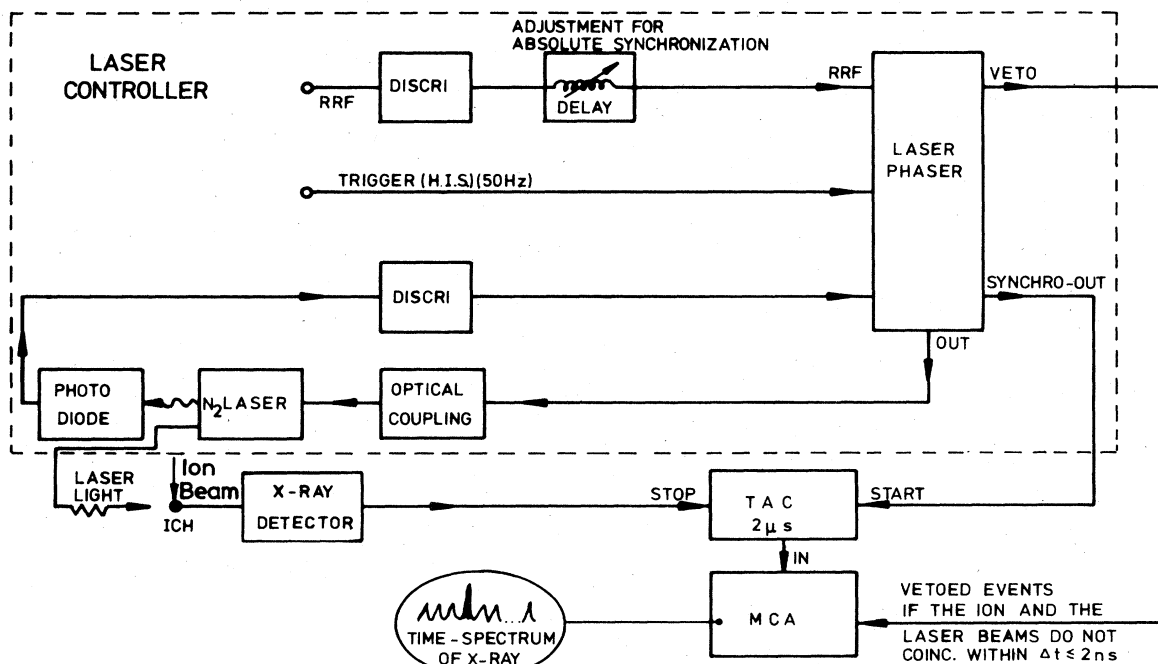 ADJUSTMENT FOR
ABSOLUTE SYNCHRONIZATION
LASER
CONTROLLER
RRF
DISCRI
DELAY
RRF
VETO
LASER
PHASER
TRIGGER (H.I.S.) (50Hz)
DISCRI
SYNCHRO-OUT
OUT
PHOTO
DIODE
N2 LASER
OPTICAL
COUPLING
LASER
LIGHT
Ion
Beam
ICH
X-RAY
DETECTOR
STOP
TAC
2μs
START
IN
MCA
TIME-SPECTRUM
OF X-RAY
VETOED EVENTS
IF THE ION AND THE
LASER BEAMS DO NOT
COINC. WITHIN Δt ≤ 2ns